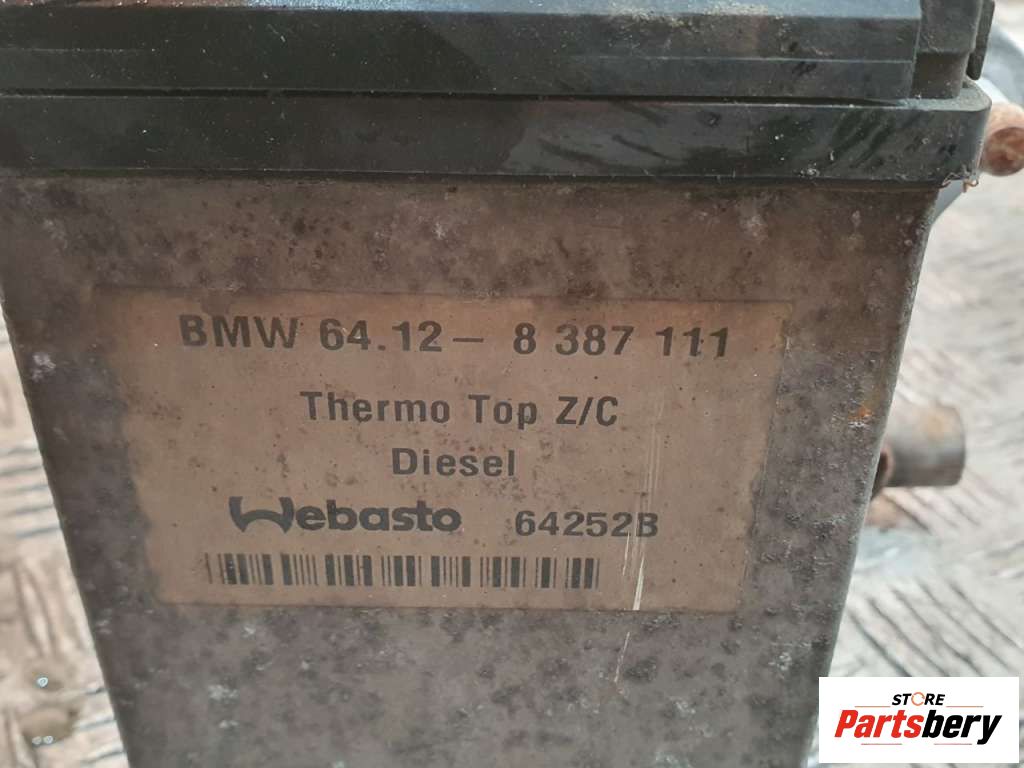 BMW 64.12 – 8 387 111
Thermo Top Z/C
Diesel
Webasto 64252B
STORE
Partsbery